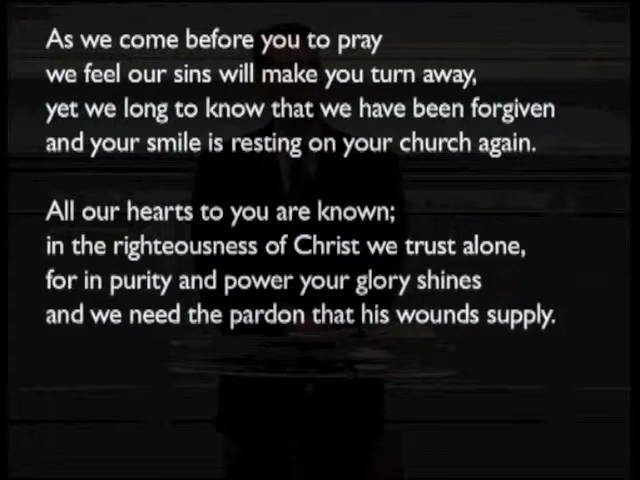 As we come before you to pray
we feel our sins will make you turn away,
yet we long to know that we have been forgiven
and your smile is resting on your church again.
All our hearts to you are known;
in the righteousness of Christ we trust alone,
for in purity and power your glory shines
and we need the pardon that his wounds supply.